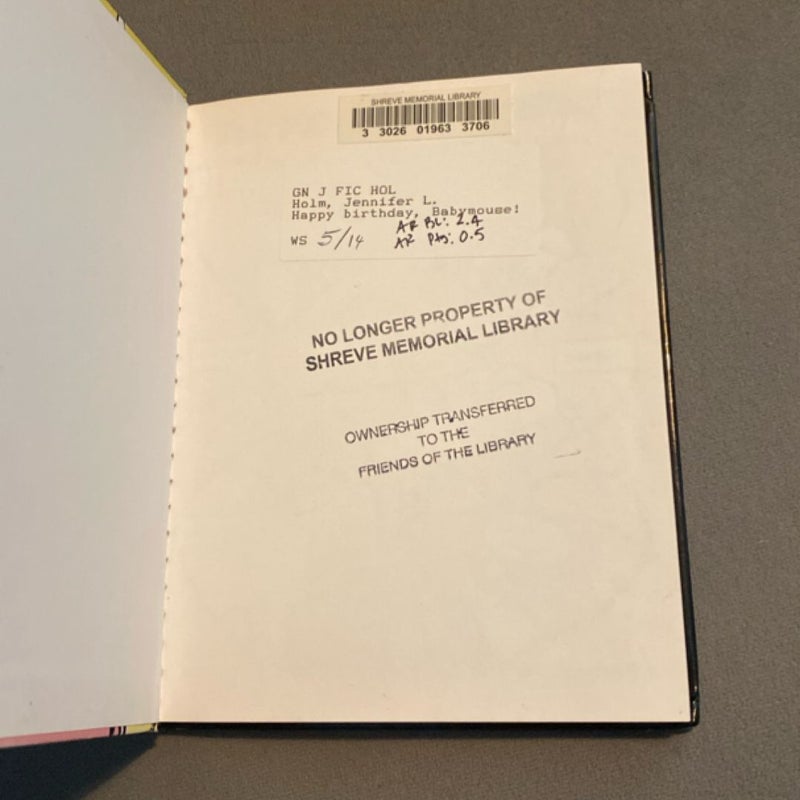 SHREVE MEMORIAL LIBRARY
3 3026 01963 3706
GN J FIC HOL
Holm, Jennifer L.
Happy birthday, Babymouse!
AR BL: 2.4
WS 5/14 AR Pts: 0.5
NO LONGER PROPERTY OF
SHREVE MEMORIAL LIBRARY
OWNERSHIP TRANSFERRED
TO THE
FRIENDS OF THE LIBRARY